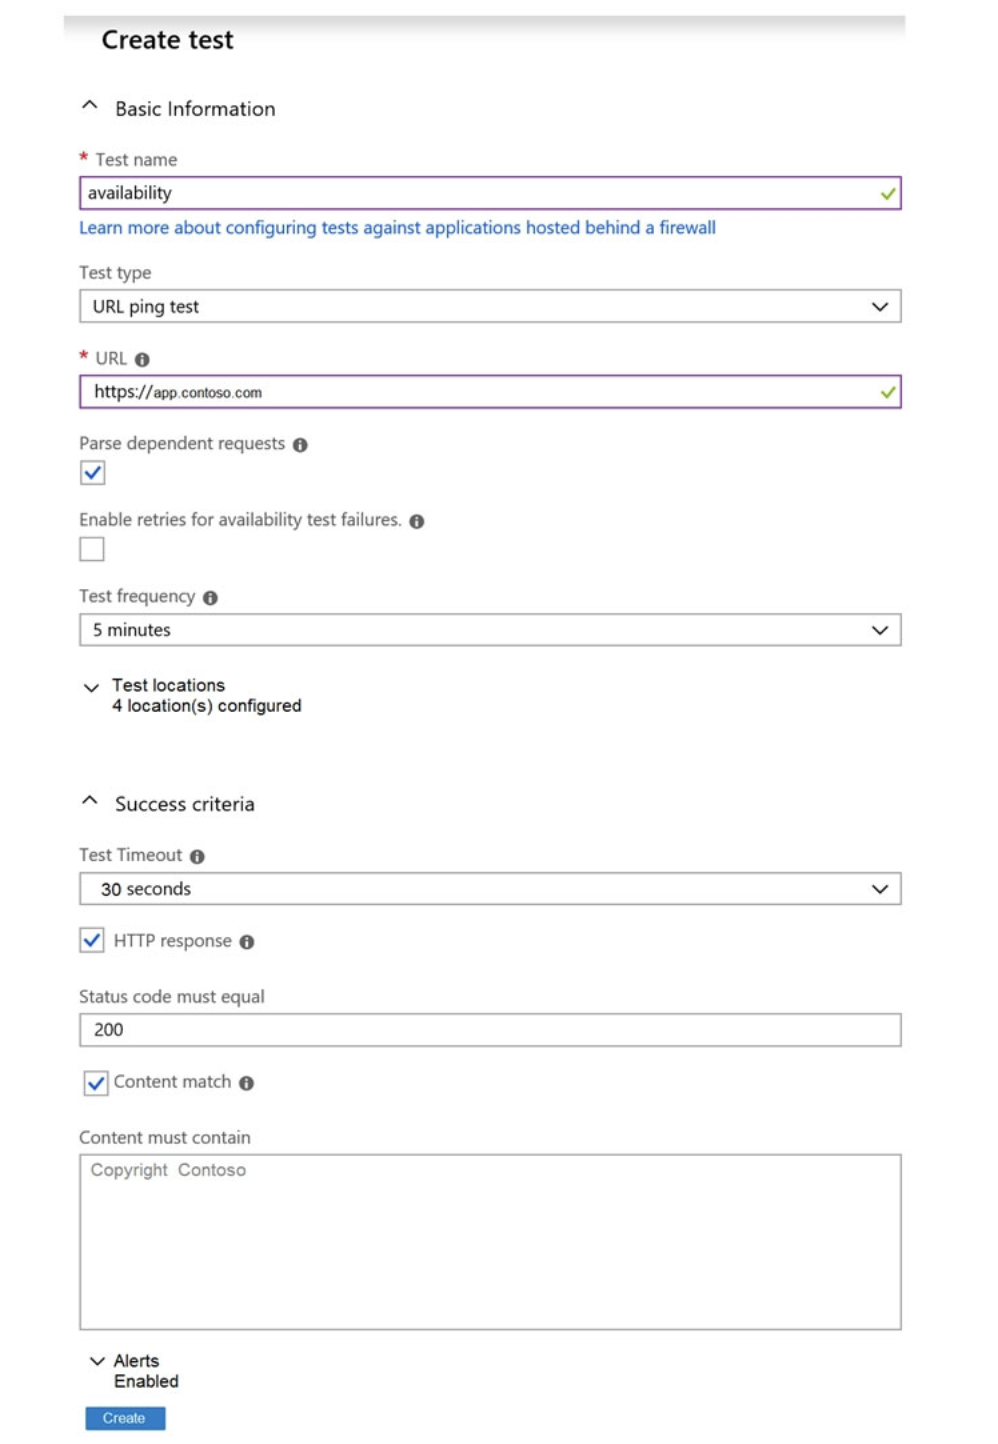 Create test
Basic Information
* Test name
availability
Learn more about configuring tests against applications hosted behind a firewall
Test type
URL ping test
* URL
https://app.contoso.com
Parse dependent requests
Enable retries for availability test failures.
Test frequency
5 minutes
Test locations
4 location(s) configured
Success criteria
Test Timeout
30 seconds
HTTP response
Status code must equal
200
Content match
Content must contain
Copyright Contoso
Alerts
Enabled
Create